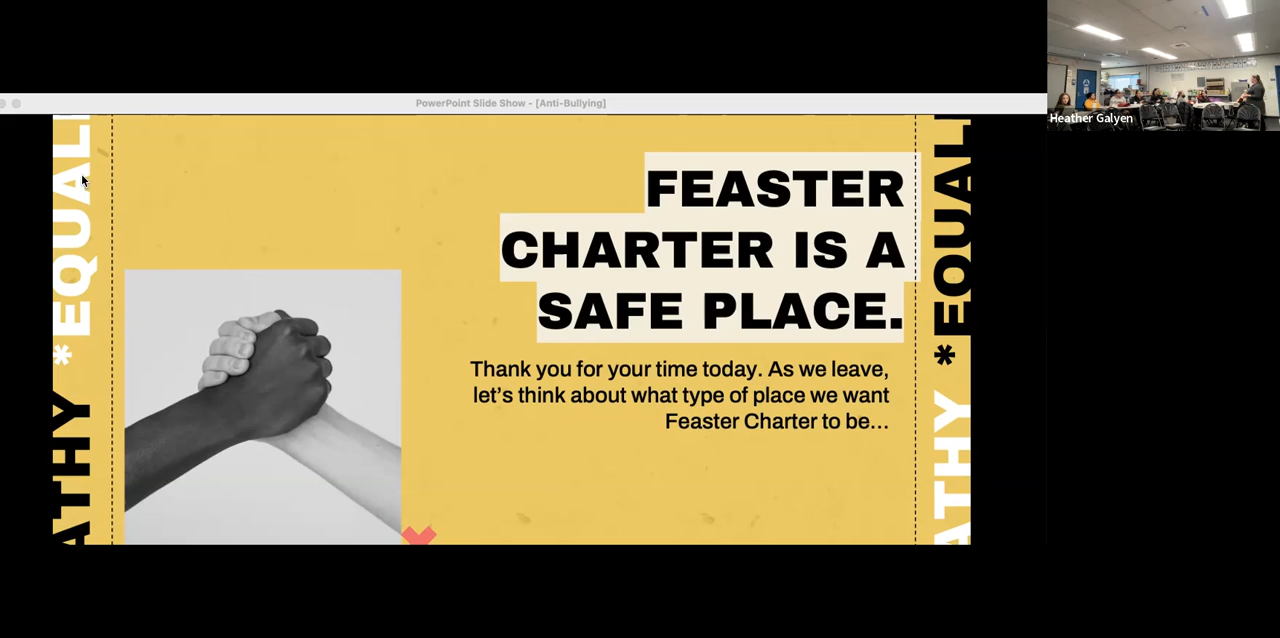 PowerPoint Slide Show - [Anti-Bullying]
Heather Galyen
FEASTER
CHARTER IS A
SAFE PLACE.
Thank you for your time today. As we leave,
let's think about what type of place we want
Feaster Charter to be...